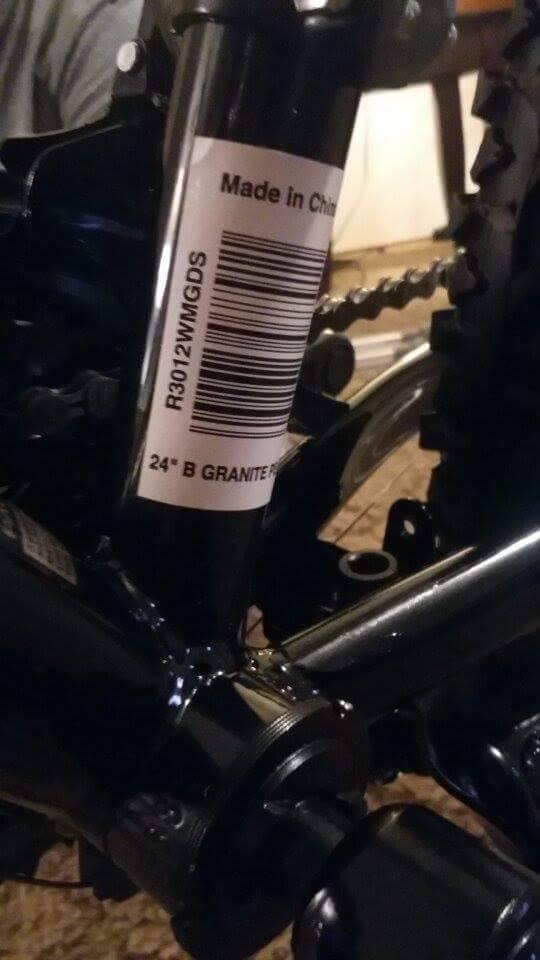 Made in Chin
R3012WMGDS
24" B GRANITE P